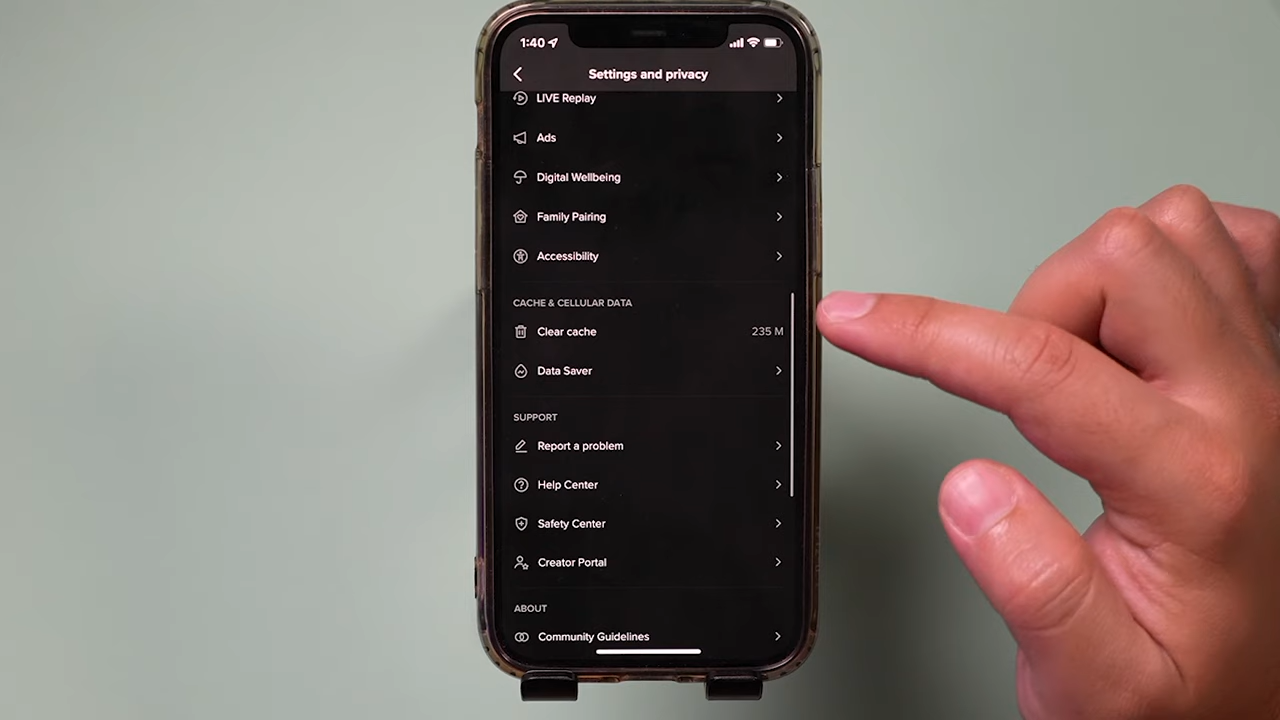 1:40
Settings and privacy
LIVE Replay
Ads
Digital Wellbeing
Family Pairing
Accessibility
CACHE & CELLULAR DATA
Clear cache 235 M
Data Saver
SUPPORT
Report a problem
Help Center
Safety Center
Creator Portal
ABOUT
Community Guidelines